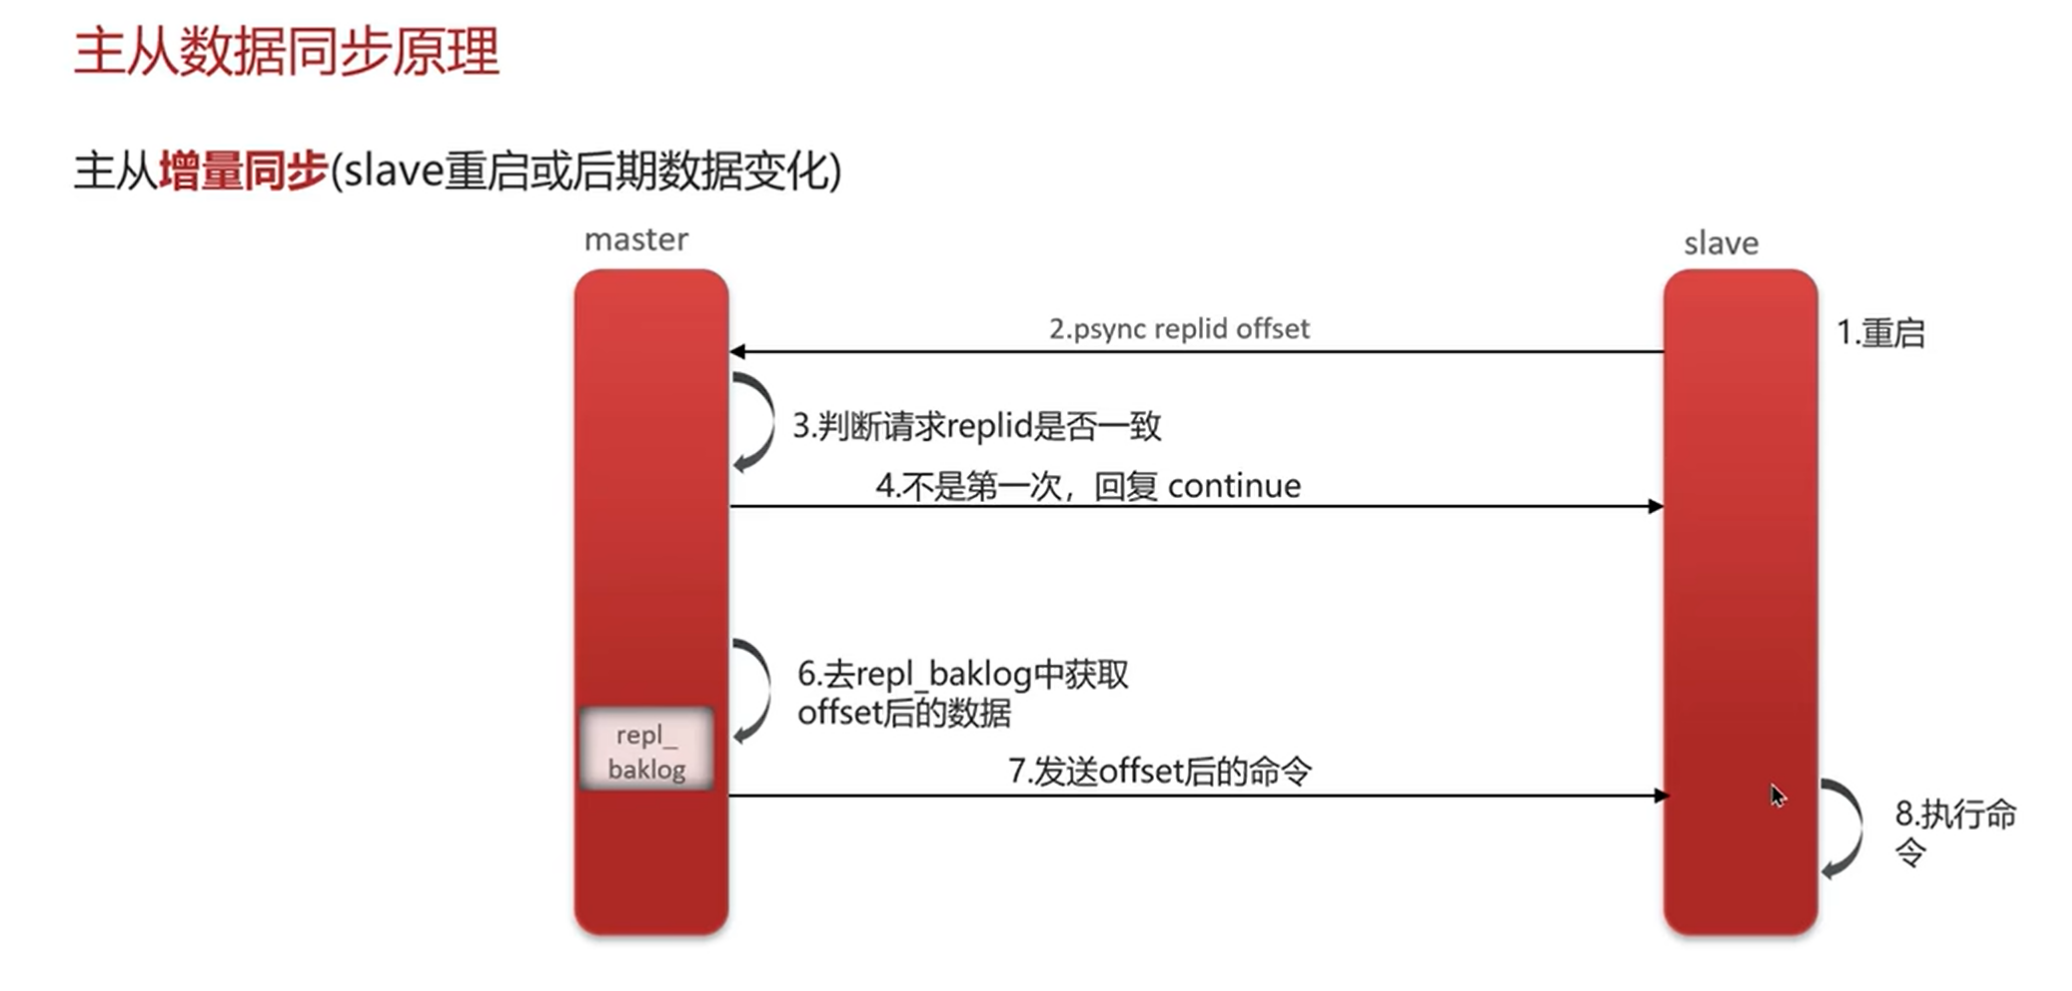 主从数据同步原理
主从增量同步(slave重启或后期数据变化)
master
slave
2.psync replid offset
1.重启
3.判断请求replid是否一致
4.不是第一次，回复 continue
6.去repl_baklog中获取
offset后的数据
repl_
baklog
7.发送offset后的命令
8.执行命
令